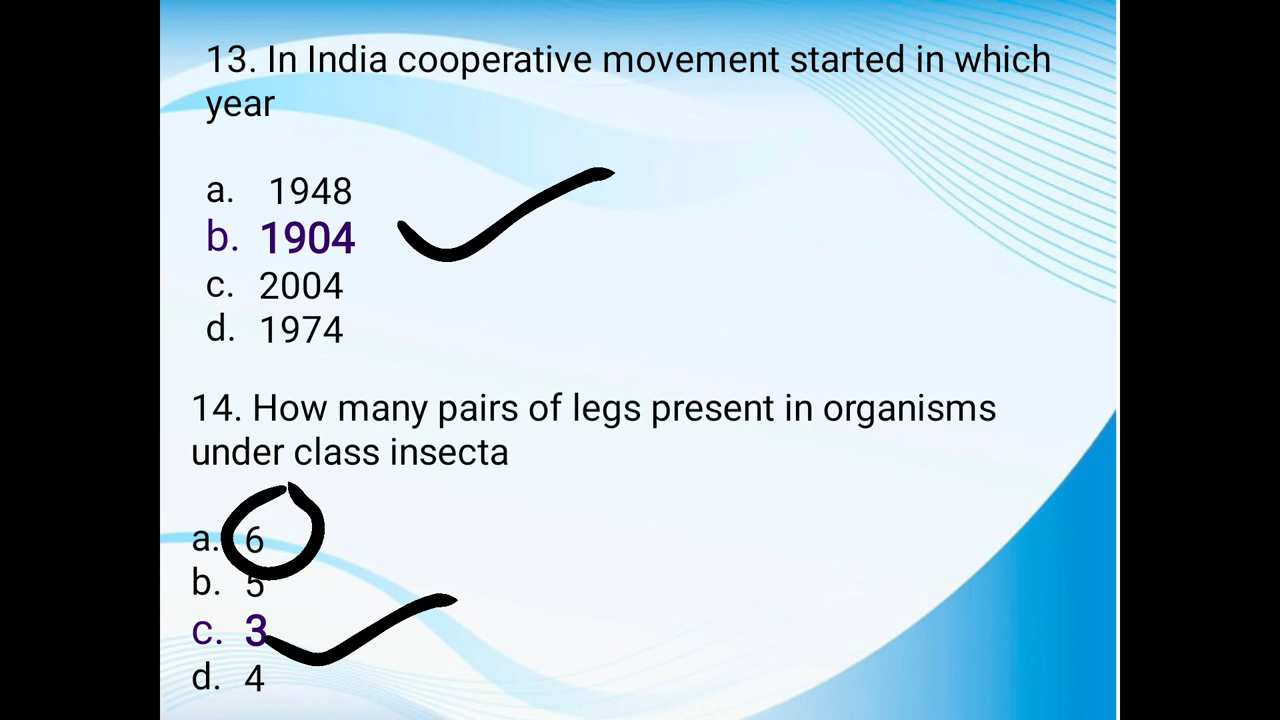 13. In India cooperative movement started in which
year
a. 1948
b. 1904
c. 2004
d. 1974
14. How many pairs of legs present in organisms
under class insecta
a. 6
b. 5
c. 3
d. 4